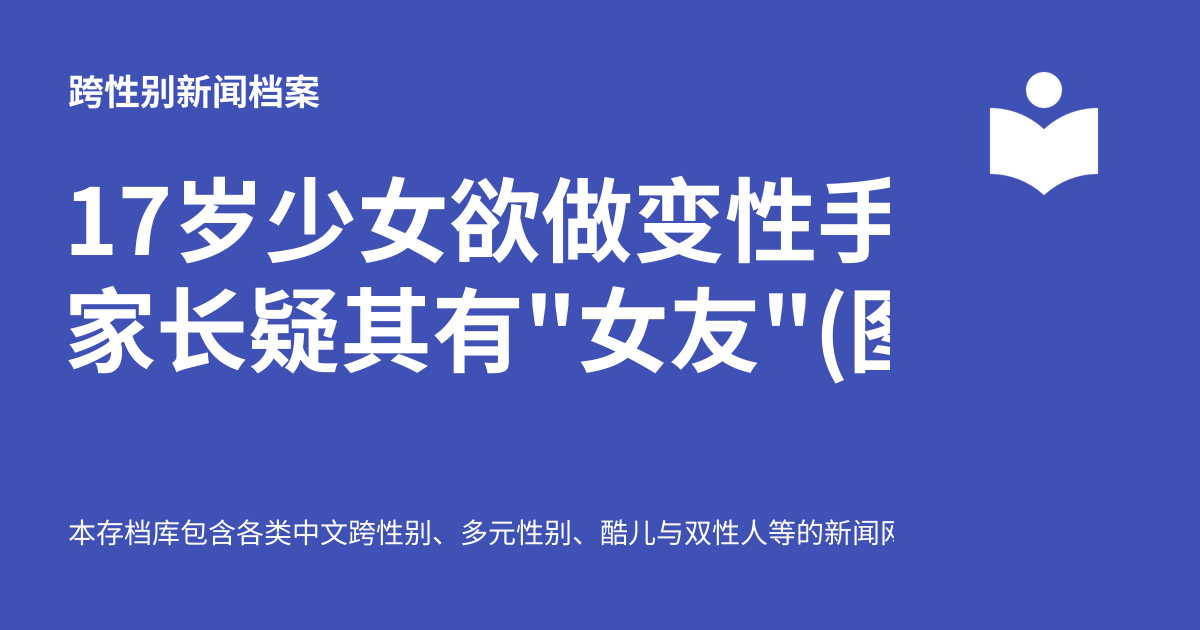 跨性别新闻档案
17岁少女欲做变性手
家长疑其有"女友"(图
本存档库包含各类中文跨性别、多元性别、酷儿与双性人等的新闻网